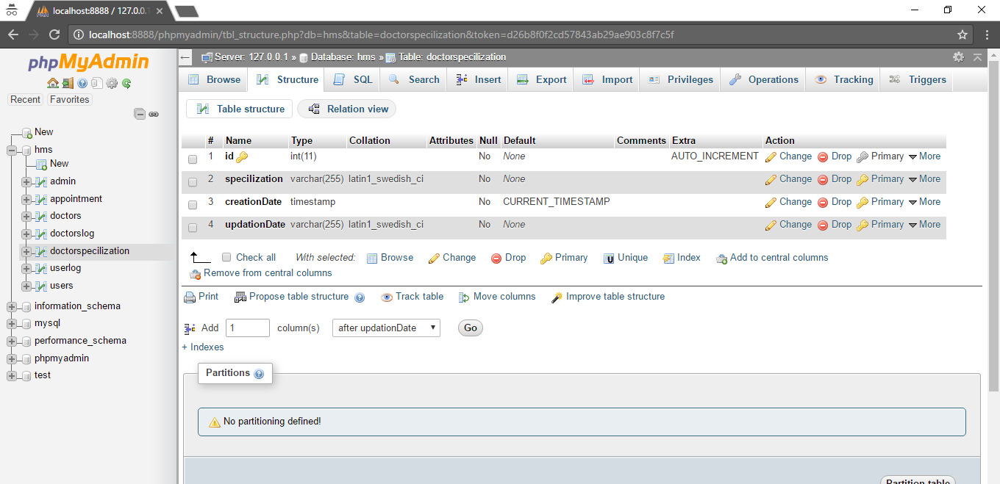 localhost:8888 / 127.0.0.1
localhost:8888/phpmyadmin/tbl_structure.php?db=hms&table=doctorspecilization&token=d26b8f0f2cd57843ab29ae903c8f7c5f
phpMyAdmin
Recent Favorites
New
hms
New
admin
appointment
doctors
doctorslog
doctorspecilization
userlog
users
information_schema
mysql
performance_schema
phpmyadmin
test
Server: 127.0.0.1 » Database: hms » Table: doctorspecilization
Browse Structure SQL Search Insert Export Import Privileges Operations Tracking Triggers
Table structure Relation view
# Name Type Collation Attributes Null Default Comments Extra Action
1 id int(11) No None AUTO_INCREMENT Change Drop Primary More
2 specilization varchar(255) latin1_swedish_ci No None Change Drop Primary More
3 creationDate timestamp No CURRENT_TIMESTAMP Change Drop Primary More
4 updationDate varchar(255) latin1_swedish_ci No None Change Drop Primary More
Check all With selected: Browse Change Drop Primary Unique Index Add to central columns
Remove from central columns
Print Propose table structure Track table Move columns Improve table structure
Add 1 column(s) after updationDate Go
+ Indexes
Partitions
No partitioning defined!
Partition table